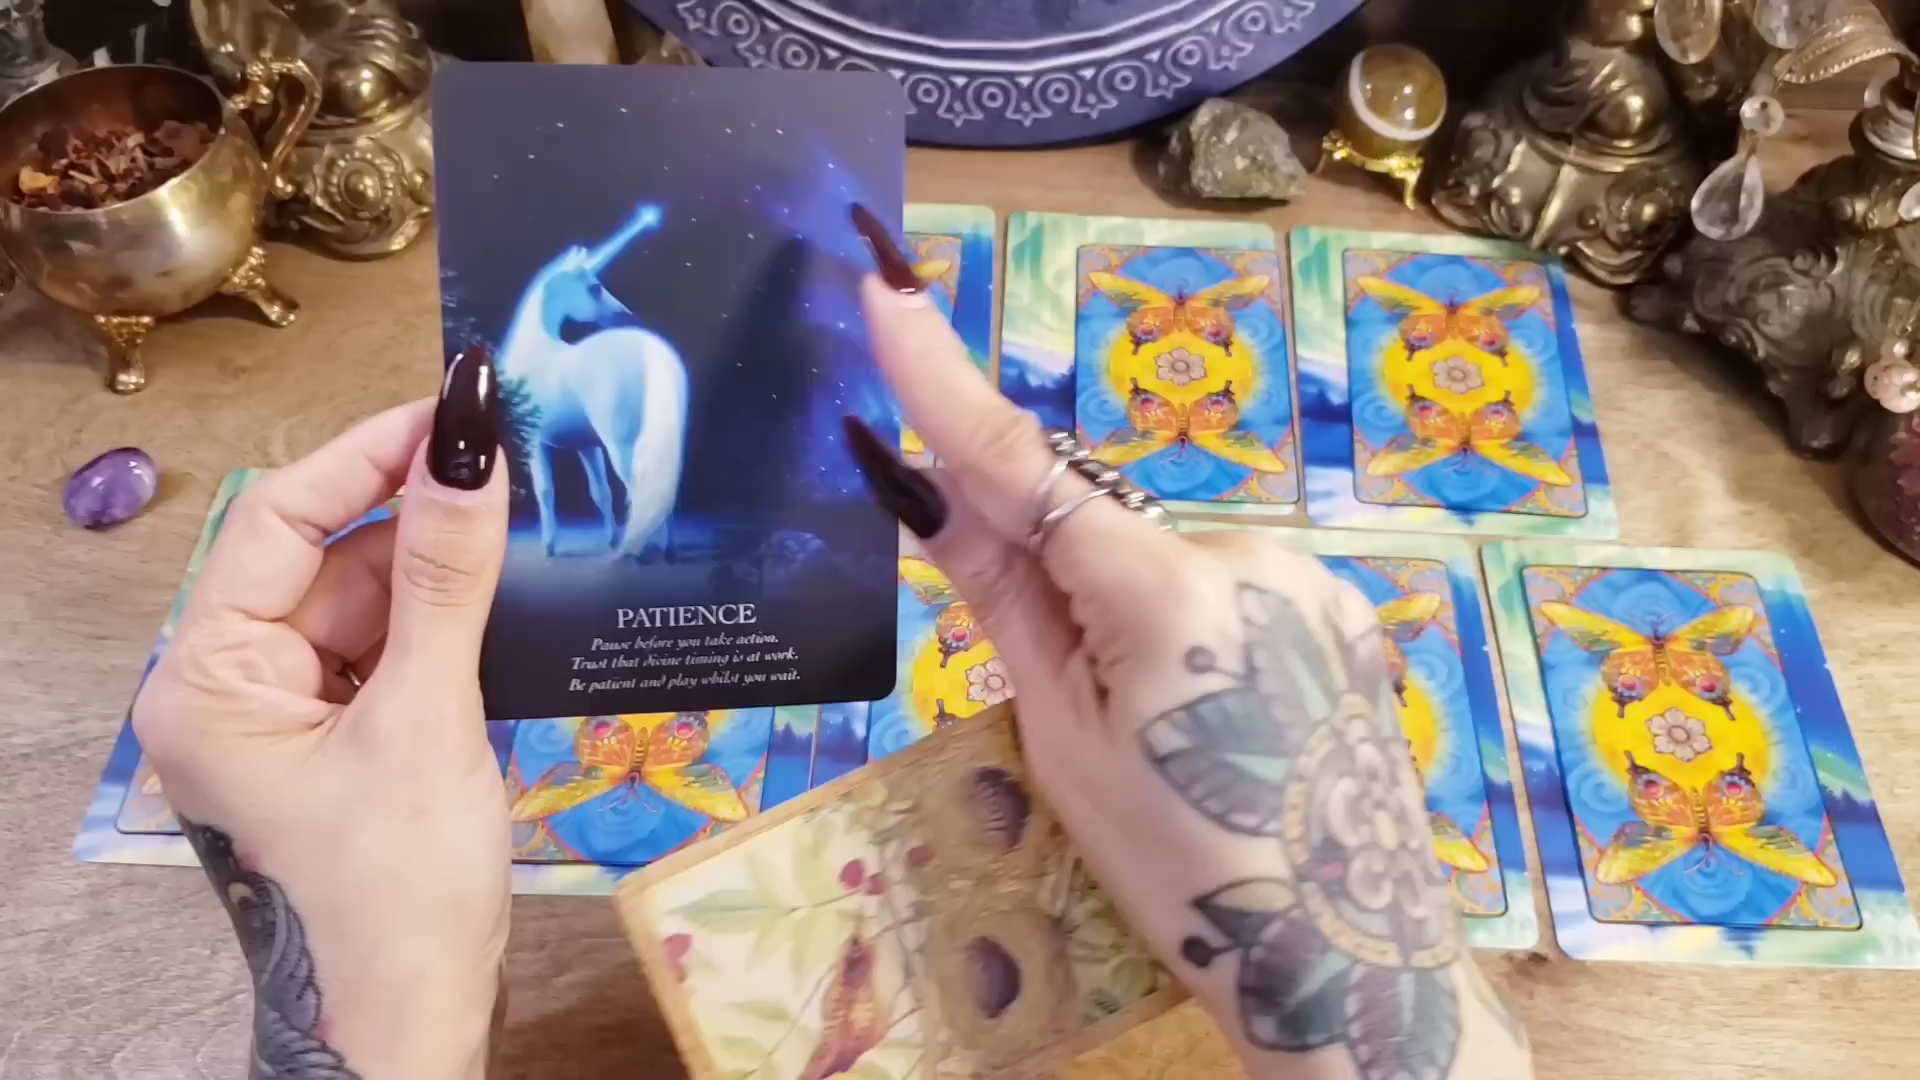 PATIENCE
Pause before you take action.
Trust that divine timing is at work.
Be patient and play whilst you wait.